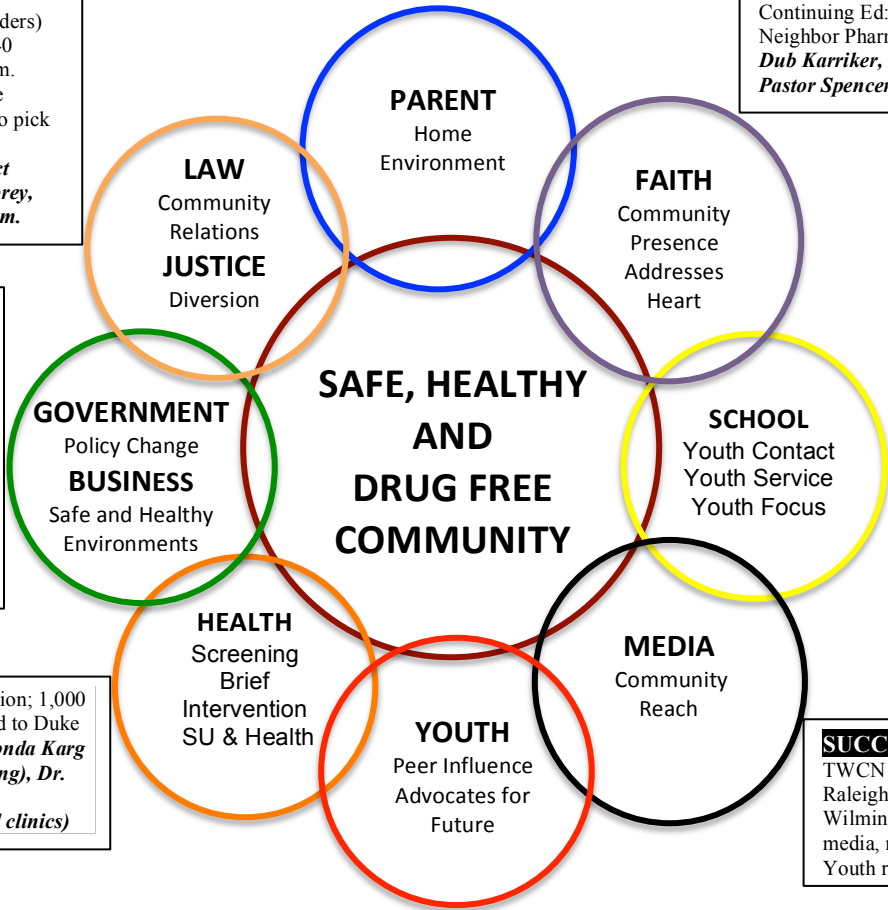 ders)
m.
o pick
rey,
m.
Continuing Ed:
Neighbor Pharm
Dub Karriker,
Pastor Spencer
PARENT
Home
Environment
LAW
Community
Relations
JUSTICE
Diversion
FAITH
Community
Presence
Addresses
Heart
SAFE, HEALTHY
AND
DRUG FREE
COMMUNITY
GOVERNMENT
Policy Change
BUSINESS
Safe and Healthy
Environments
SCHOOL
Youth Contact
Youth Service
Youth Focus
HEALTH
Screening
Brief
Intervention
SU & Health
MEDIA
Community
Reach
YOUTH
Peer Influence
Advocates for
Future
ion; 1,000
d to Duke
onda Karg
ng), Dr.
l clinics)
SUCC
TWCN
Raleigh
Wilmin
media,
Youth r